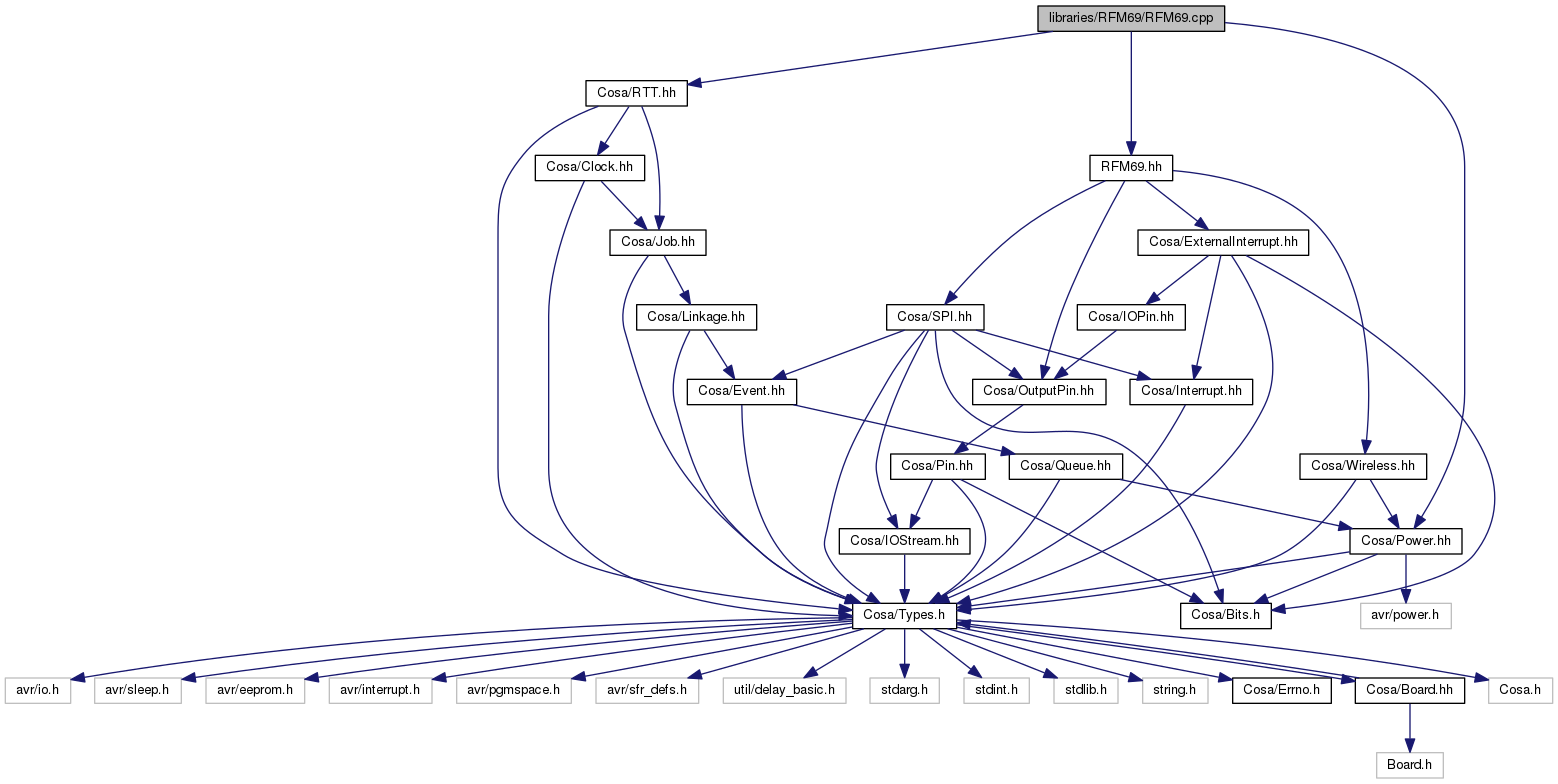 libraries/RFM69/RFM69.cpp
Cosa/RTT.hh
Cosa/Clock.hh
RFM69.hh
Cosa/Job.hh
Cosa/ExternalInterrupt.hh
Cosa/Linkage.hh
Cosa/SPI.hh
Cosa/IOPin.hh
Cosa/Event.hh
Cosa/OutputPin.hh
Cosa/Interrupt.hh
Cosa/Pin.hh
Cosa/Queue.hh
Cosa/Wireless.hh
Cosa/IOStream.hh
Cosa/Power.hh
Cosa/Types.h
Cosa/Bits.h
avr/power.h
avr/io.h
avr/sleep.h
avr/eeprom.h
avr/interrupt.h
avr/pgmspace.h
avr/sfr_defs.h
util/delay_basic.h
stdarg.h
stdint.h
stdlib.h
string.h
Cosa/Errno.h
Cosa/Board.hh
Cosa.h
Board.h